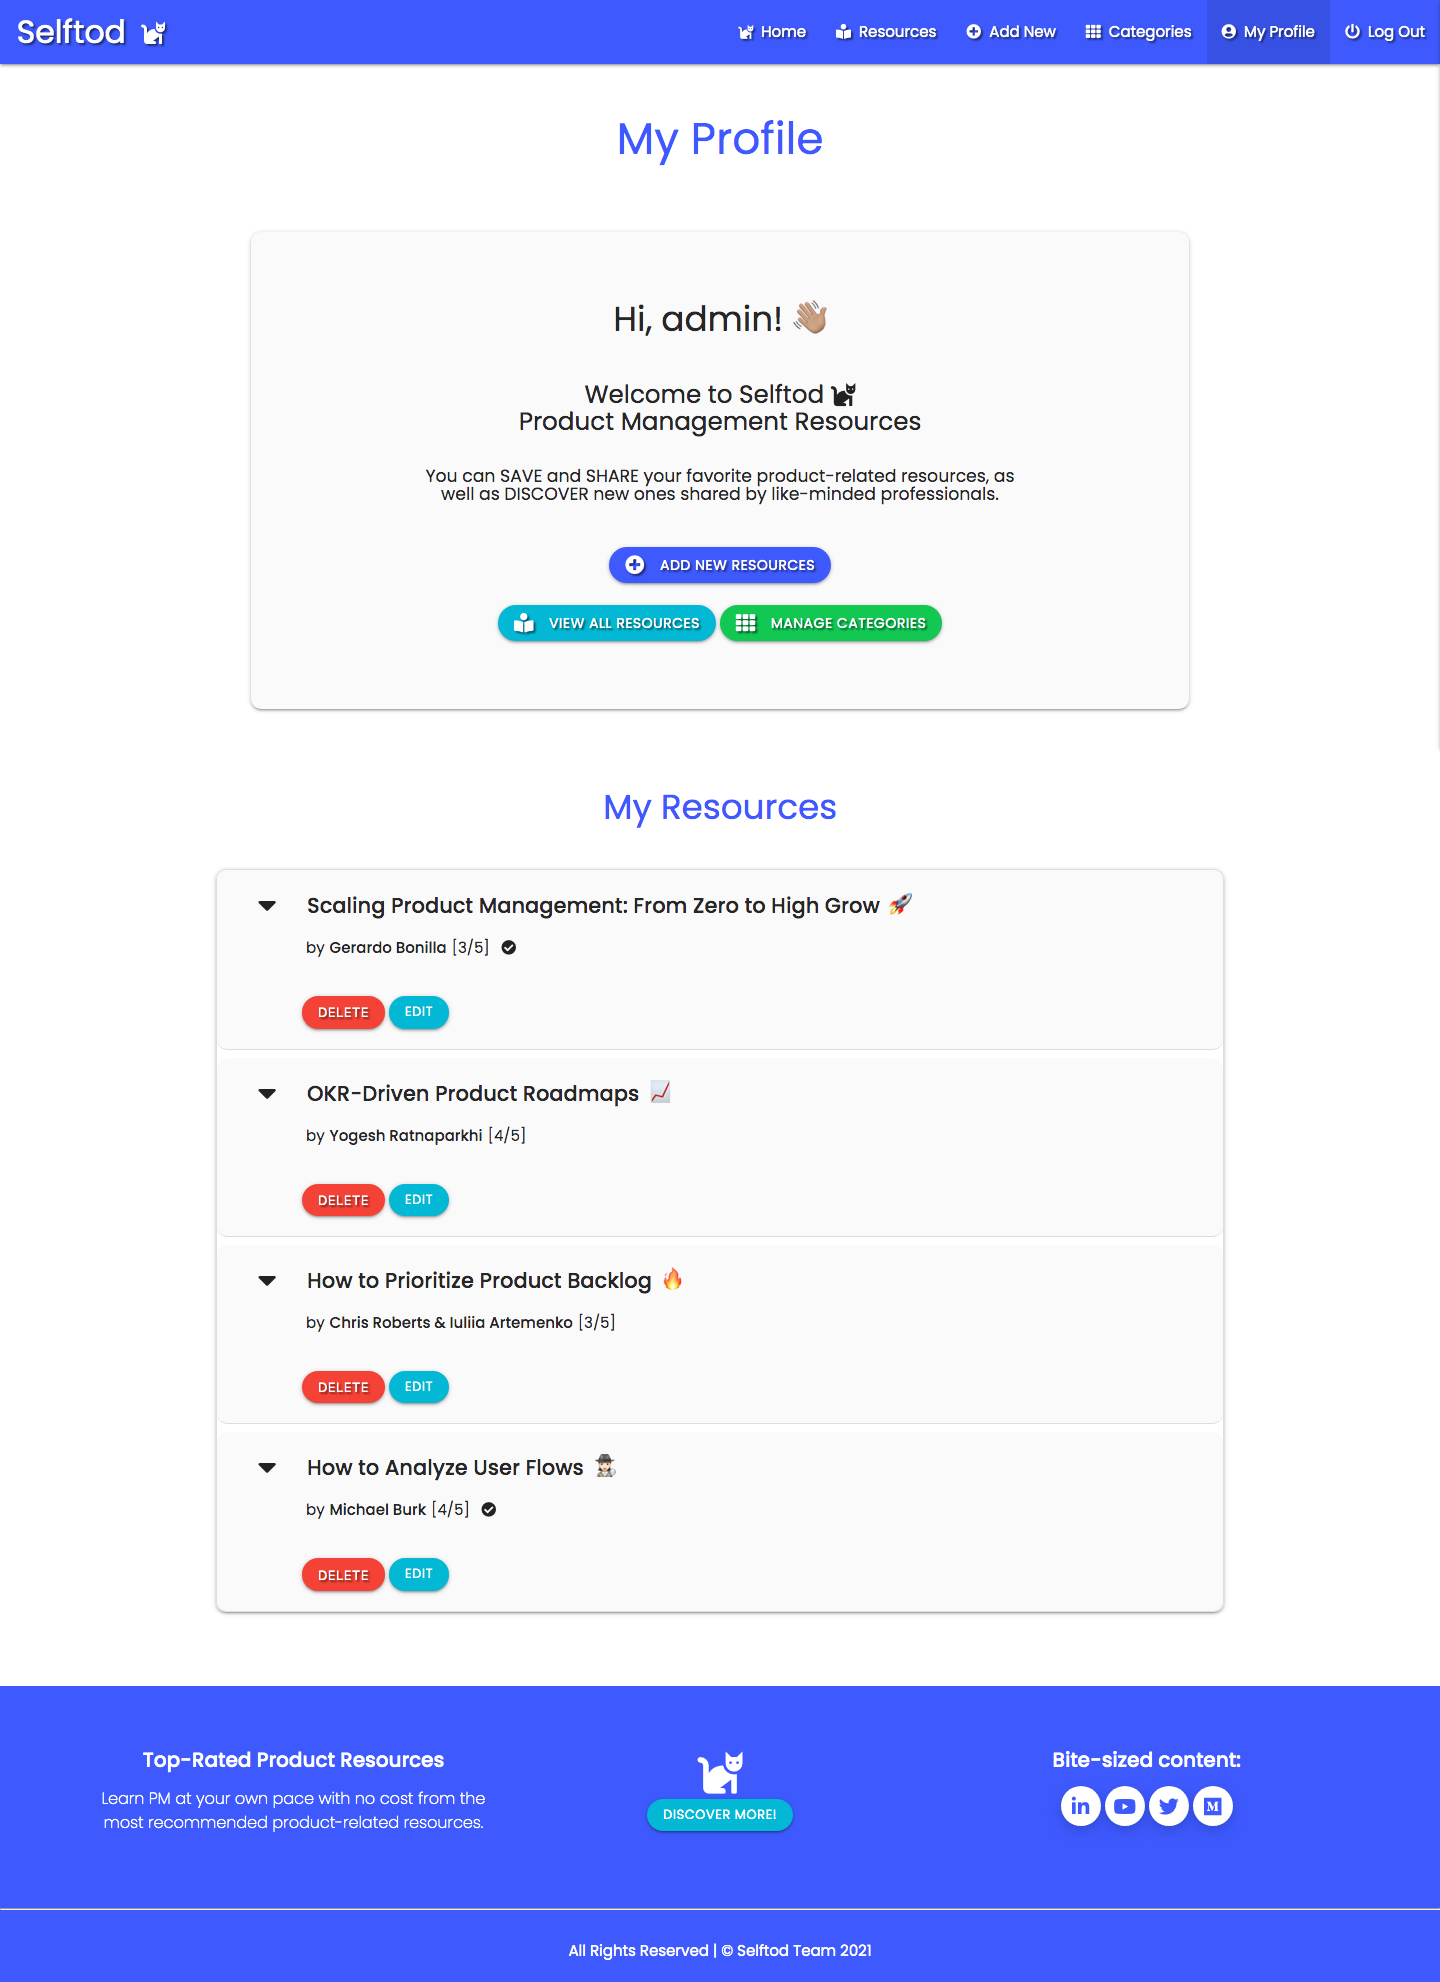 Selftod
Home
Resources
Add New
Categories
My Profile
Log Out
My Profile
Hi, admin! 👋🏽
Welcome to Selftod
Product Management Resources
You can SAVE and SHARE your favorite product-related resources, as
well as DISCOVER new ones shared by like-minded professionals.
ADD NEW RESOURCES
VIEW ALL RESOURCES
MANAGE CATEGORIES
My Resources
Scaling Product Management: From Zero to High Grow 🚀
by Gerardo Bonilla [3/5]
DELETE
EDIT
OKR-Driven Product Roadmaps 📈
by Yogesh Ratnaparkhi [4/5]
DELETE
EDIT
How to Prioritize Product Backlog 🔥
by Chris Roberts & Iuliia Artemenko [3/5]
DELETE
EDIT
How to Analyze User Flows 🕵🏻
by Michael Burk [4/5]
DELETE
EDIT
Top-Rated Product Resources
Learn PM at your own pace with no cost from the
most recommended product-related resources.
DISCOVER MORE!
Bite-sized content:
All Rights Reserved | © Selftod Team 2021